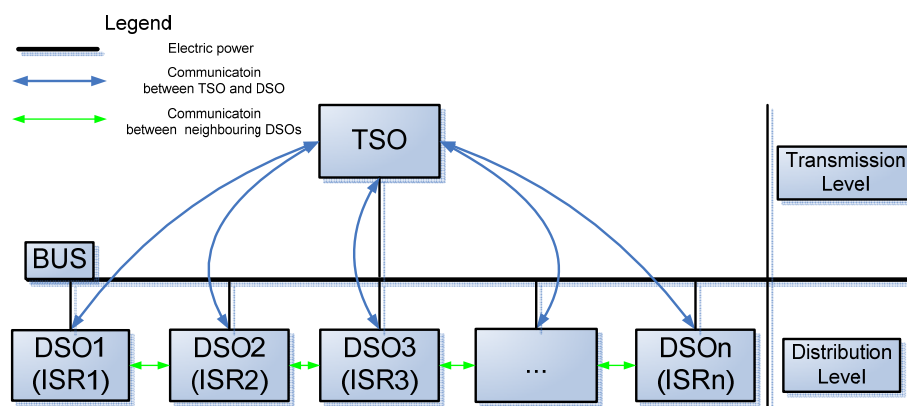 Legend
Electric power
Communicatoin
between TSO and DSO
Communicatoin
between neighbouring DSOs
TSO
Transmission
Level
BUS
DSO1
(ISR1)
DSO2
(ISR2)
DSO3
(ISR3)
...
DSOn
(ISRn)
Distribution
Level